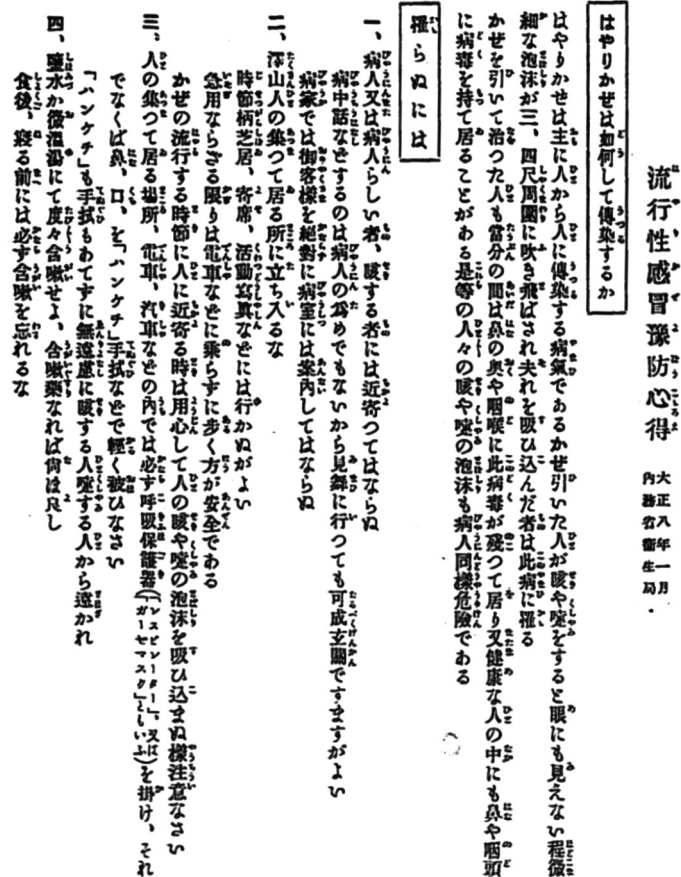 流行性感冒豫防心得
大正八年一月
内務省衞生局
はやりかぜは如何して傳染するか
はやりかせは主に人から人に傳染する病氣であるかぜ引いた人が咳や嚏をすると眼にも見えない程微
細な泡沫が三、四尺周圍に吹き飛ばされ夫れを吸ひ込んだ者は此病に罹る
かぜを引いて治つた人も當分の間は鼻の奥や咽喉に此病毒が殘つて居り又健康な人の中にも鼻や咽頭
に病毒を持て居ることがある是等の人々の咳や嚏の泡沫も病人同樣危險である
罹らぬには
一、病人又は病人らしい者、咳する者には近寄つてはならぬ
病中話などするのは病人の爲めでもないから見舞に行つても可成玄關ですますがよい
病家では御客樣を絶對に病室には案内してはならぬ
二、澤山人の集つて居る所に立ち入るな
時節柄芝居、寄席、活動寫眞などには行かぬがよい
急用ならざる限りは電車などに乘らずに歩く方が安全である
かぜの流行する時節に人に近寄る時は用心して人の咳や嚏の泡沫を吸ひ込まぬ樣注意なさい
三、人の集つて居る場所、電車、汽車などの内では必ず呼吸保護器(「レスピレーター」、又は「ガーゼマスク」ともいふ)を掛け、それ
でなくば鼻、口、を「ハンケチ」手拭などで輕く被ひなさい
「ハンケチ」も手拭もあてずに無遠慮に咳する人嚏する人から遠かれ
四、鹽水か微温湯にて度々含嗽せよ、含嗽藥なれば尚ほ良し
食後、寢る前には必ず含嗽を忘れるな